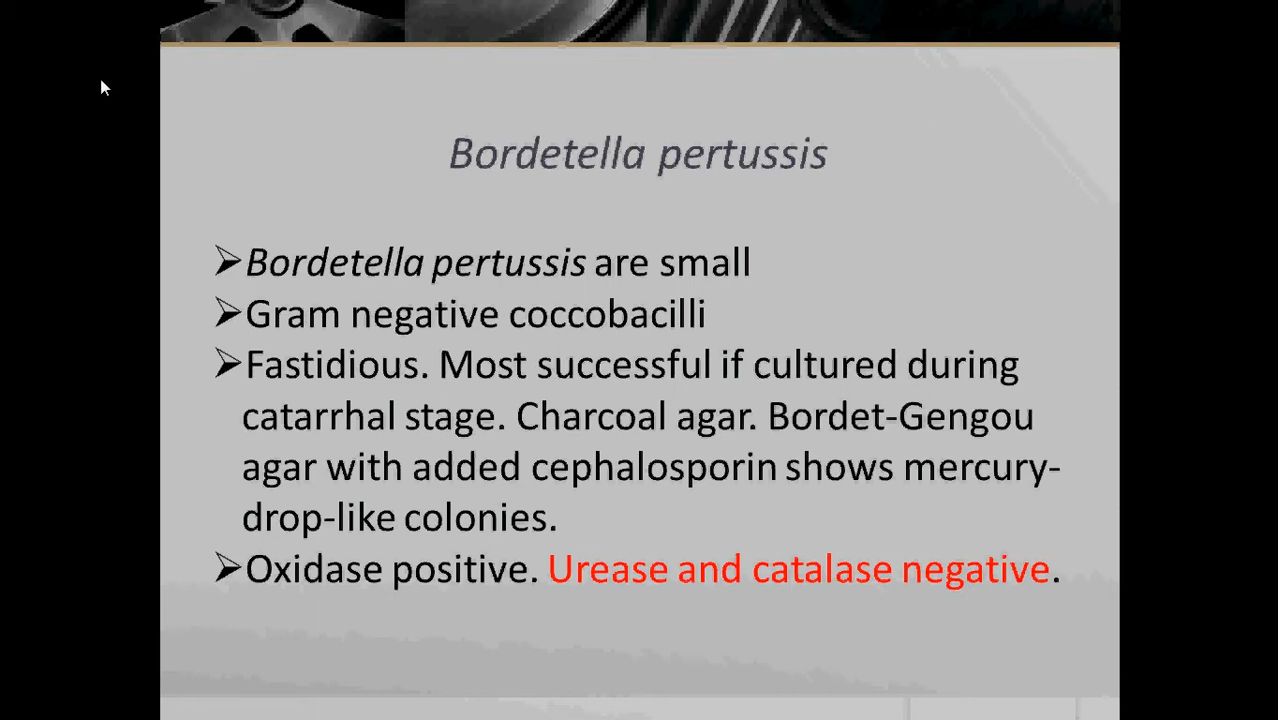 Bordetella pertussis
➢Bordetella pertussis are small
➢Gram negative coccobacilli
➢Fastidious. Most successful if cultured during
catarrhal stage. Charcoal agar. Bordet-Gengou
agar with added cephalosporin shows mercury-
drop-like colonies.
➢Oxidase positive. Urease and catalase negative.